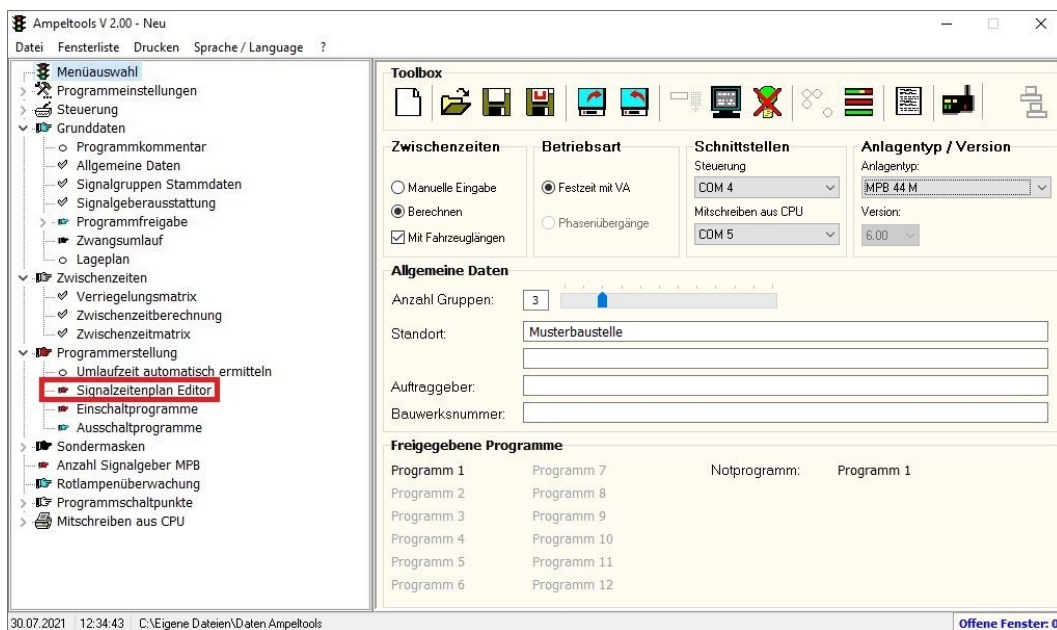 Ampeltools V 2.00 - Neu
Datei Fensterliste Drucken Sprache / Language ?
Menüauswahl
Programmeinstellungen
Steuerung
Grunddaten
Programmkommentar
Allgemeine Daten
Signalgruppen Stammdaten
Signalgeberausstattung
Programmfreigabe
Zwangsumlauf
Lageplan
Zwischenzeiten
Verriegelungsmatrix
Zwischenzeitberechnung
Zwischenzeitmatrix
Programmerstellung
Umlaufzeit automatisch ermitteln
Signalzeitenplan Editor
Einschaltprogramme
Ausschaltprogramme
Sondermasken
Anzahl Signalgeber MPB
Rotlampenüberwachung
Programmschaltpunkte
Mitschreiben aus CPU
Toolbox
Zwischenzeiten
Manuelle Eingabe
Berechnen
Mit Fahrzeuglängen
Betriebsart
Festzeit mit VA
Phasenübergänge
Schnittstellen
Steuerung
COM 4
Mitschreiben aus CPU
COM 5
Anlagentyp / Version
Anlagentyp:
MPB 44 M
Version:
6.00
Allgemeine Daten
Anzahl Gruppen: 3
Standort: Musterbaustelle
Auftraggeber:
Bauwerksnummer:
Freigegebene Programme
Programm 1 Programm 7 Notprogramm: Programm 1
Programm 2 Programm 8
Programm 3 Programm 9
Programm 4 Programm 10
Programm 5 Programm 11
Programm 6 Programm 12
30.07.2021 12:34:43 C:\Eigene Dateien\Daten Ampeltools Offene Fenster: 0